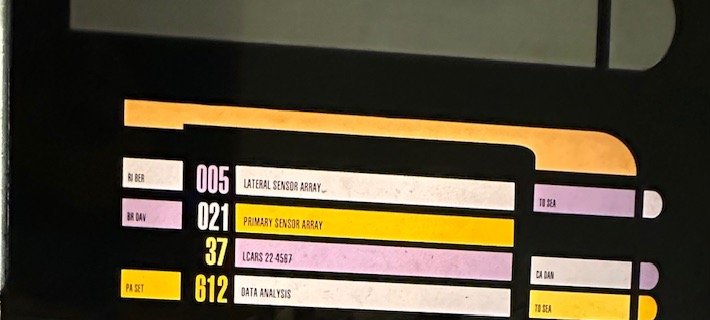 RI BER 005 LATERAL SENSOR ARRAY
TO SEA
BR DAV 021 PRIMARY SENSOR ARRAY
37 LCARS 22 4567
CA DAN
PA SET 612 DATA ANALYSIS
TO SEA